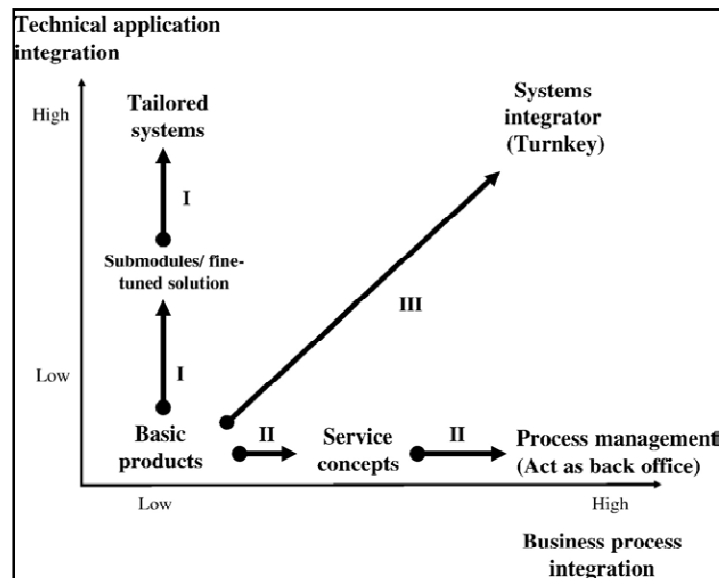 Technical application
integration
High
Tailored
systems
Systems
integrator
(Turnkey)
I
Submodules/ fine-
tuned solution
III
Low
I
Basic
products
II
Service
concepts
II
Process management
(Act as back office)
Low
High
Business process
integration